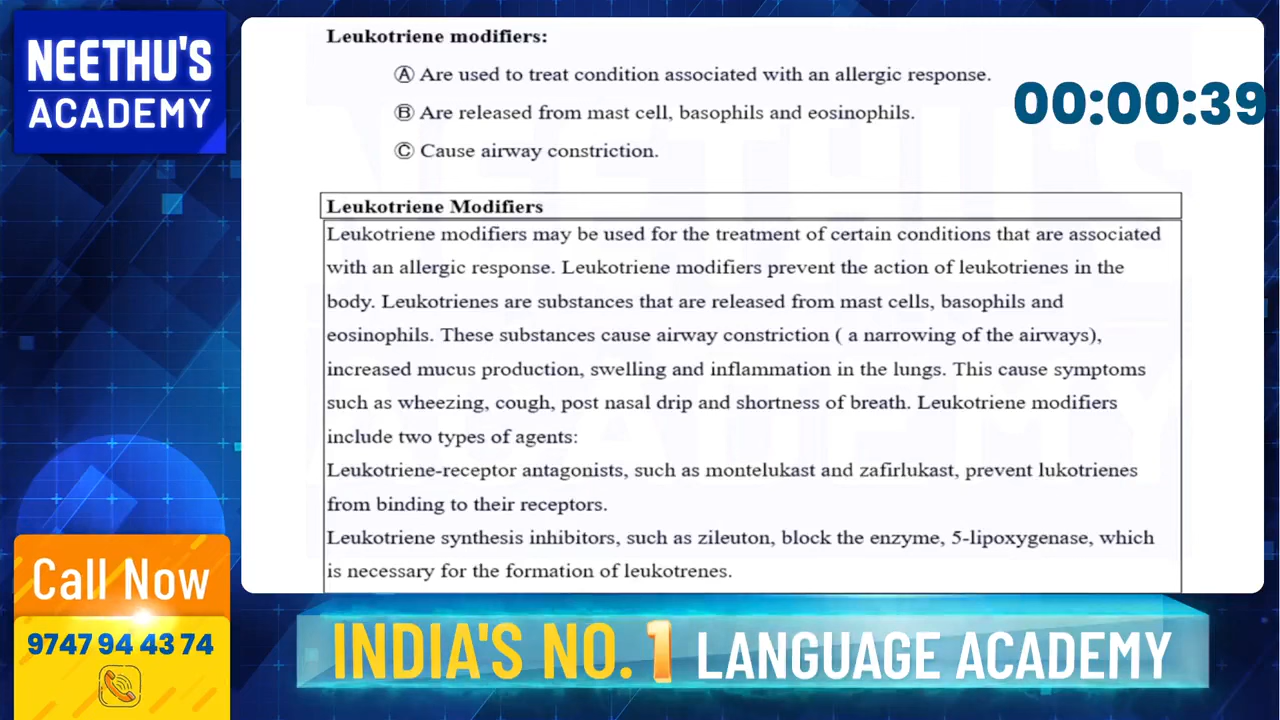 NEETHU'S
ACADEMY
Leukotriene modifiers:
Ⓐ Are used to treat condition associated with an allergic response.
Ⓑ Are released from mast cell, basophils and eosinophils.
Ⓒ Cause airway constriction.
00:00:39
Leukotriene Modifiers
Leukotriene modifiers may be used for the treatment of certain conditions that are associated
with an allergic response. Leukotriene modifiers prevent the action of leukotrienes in the
body. Leukotrienes are substances that are released from mast cells, basophils and
eosinophils. These substances cause airway constriction ( a narrowing of the airways),
increased mucus production, swelling and inflammation in the lungs. This cause symptoms
such as wheezing, cough, post nasal drip and shortness of breath. Leukotriene modifiers
include two types of agents:
Leukotriene-receptor antagonists, such as montelukast and zafirlukast, prevent lukotrienes
from binding to their receptors.
Leukotriene synthesis inhibitors, such as zileuton, block the enzyme, 5-lipoxygenase, which
is necessary for the formation of leukotrenes.
Call Now
9747 94 43 74
INDIA'S NO. 1 LANGUAGE ACADEMY